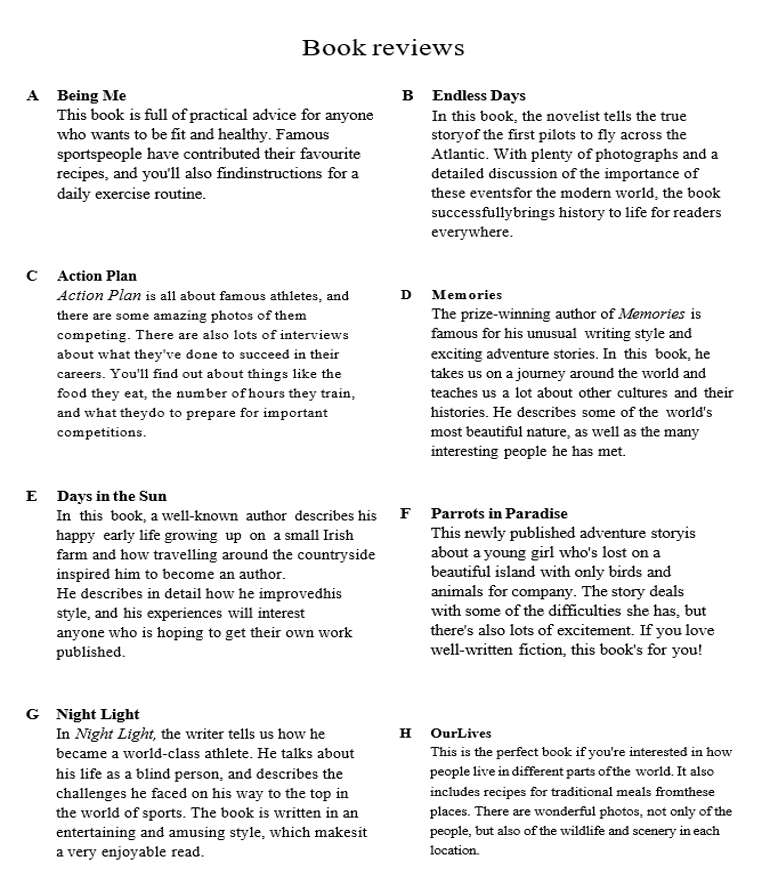 Book reviews
A Being Me
This book is full of practical advice for anyone
who wants to be fit and healthy. Famous
sportspeople have contributed their favourite
recipes, and you'll also findinstructions for a
daily exercise routine.
B Endless Days
In this book, the novelist tells the true
storyof the first pilots to fly across the
Atlantic. With plenty of photographs and a
detailed discussion of the importance of
these eventsfor the modern world, the book
successfullybrings history to life for readers
everywhere.
C Action Plan
Action Plan is all about famous athletes, and
there are some amazing photos of them
competing. There are also lots of interviews
about what they've done to succeed in their
careers. You'll find out about things like the
food they eat, the number of hours they train,
and what theydo to prepare for important
competitions.
D Memories
The prize-winning author of Memories is
famous for his unusual writing style and
exciting adventure stories. In this book, he
takes us on a journey around the world and
teaches us a lot about other cultures and their
histories. He describes some of the world's
most beautiful nature, as well as the many
interesting people he has met.
E Days in the Sun
In this book, a well-known author describes his
happy early life growing up on a small Irish
farm and how travelling around the countryside
inspired him to become an author.
He describes in detail how he improvedhis
style, and his experiences will interest
anyone who is hoping to get their own work
published.
F Parrots in Paradise
This newly published adventure storyis
about a young girl who's lost on a
beautiful island with only birds and
animals for company. The story deals
with some of the difficulties she has, but
there's also lots of excitement. If you love
well-written fiction, this book's for you!
G Night Light
In Night Light, the writer tells us how he
became a world-class athlete. He talks about
his life as a blind person, and describes the
challenges he faced on his way to the top in
the world of sports. The book is written in an
entertaining and amusing style, which makesit
a very enjoyable read.
H OurLives
This is the perfect book if you're interested in how
people live in different parts ofthe world. It also
includes recipes for traditional meals fromthese
places. There are wonderful photos, not only of the
people, but also of the wildlife and scenery in each
location.